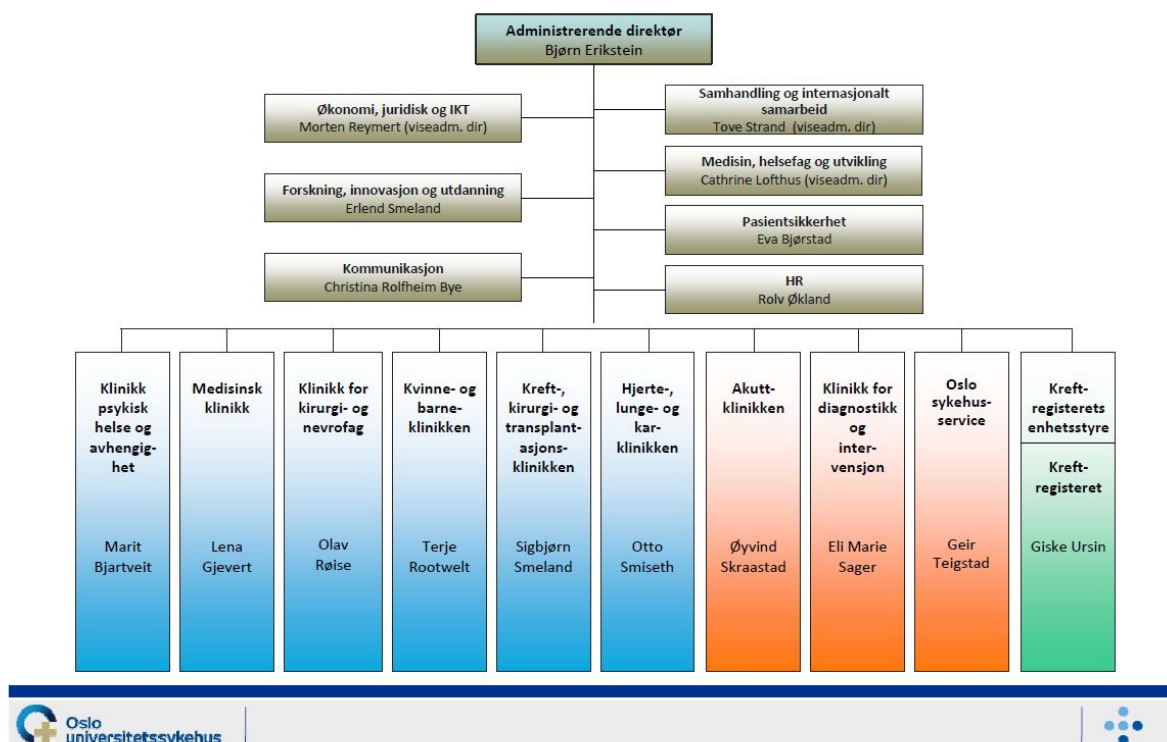 Administrerende direktør
Bjørn Erikstein
Økonomi, juridisk og IKT
Morten Reymert (viseadm. dir)
Samhandling og internasjonalt
samarbeid
Tove Strand (viseadm. dir)
Medisin, helsefag og utvikling
Cathrine Lofthus (viseadm. dir)
Forskning, innovasjon og utdanning
Erlend Smeland
Pasientsikkerhet
Eva Bjørstad
Kommunikasjon
Christina Rolfheim Bye
HR
Rolv Økland
Klinikk
psykisk
helse og
avhengig-
het
Marit
Bjartveit
Medisinsk
klinikk
Lena
Gjevert
Klinikk for
kirurgi- og
nevrofag
Olav
Røise
Kvinne- og
barne-
klinikken
Terje
Rootwelt
Kreft-,
kirurgi- og
transplant-
asjons-
klinikken
Sigbjørn
Smeland
Hjerte-,
lunge- og
kar-
klinikken
Otto
Smiseth
Akutt-
klinikken
Øyvind
Skraastad
Klinikk for
diagnostikk
og
inter-
vensjon
Eli Marie
Sager
Oslo
sykehus-
service
Geir
Teigstad
Kreft-
registerets
enhetsstyre
Kreft-
registeret
Giske Ursin
Oslo
universitetssykehus